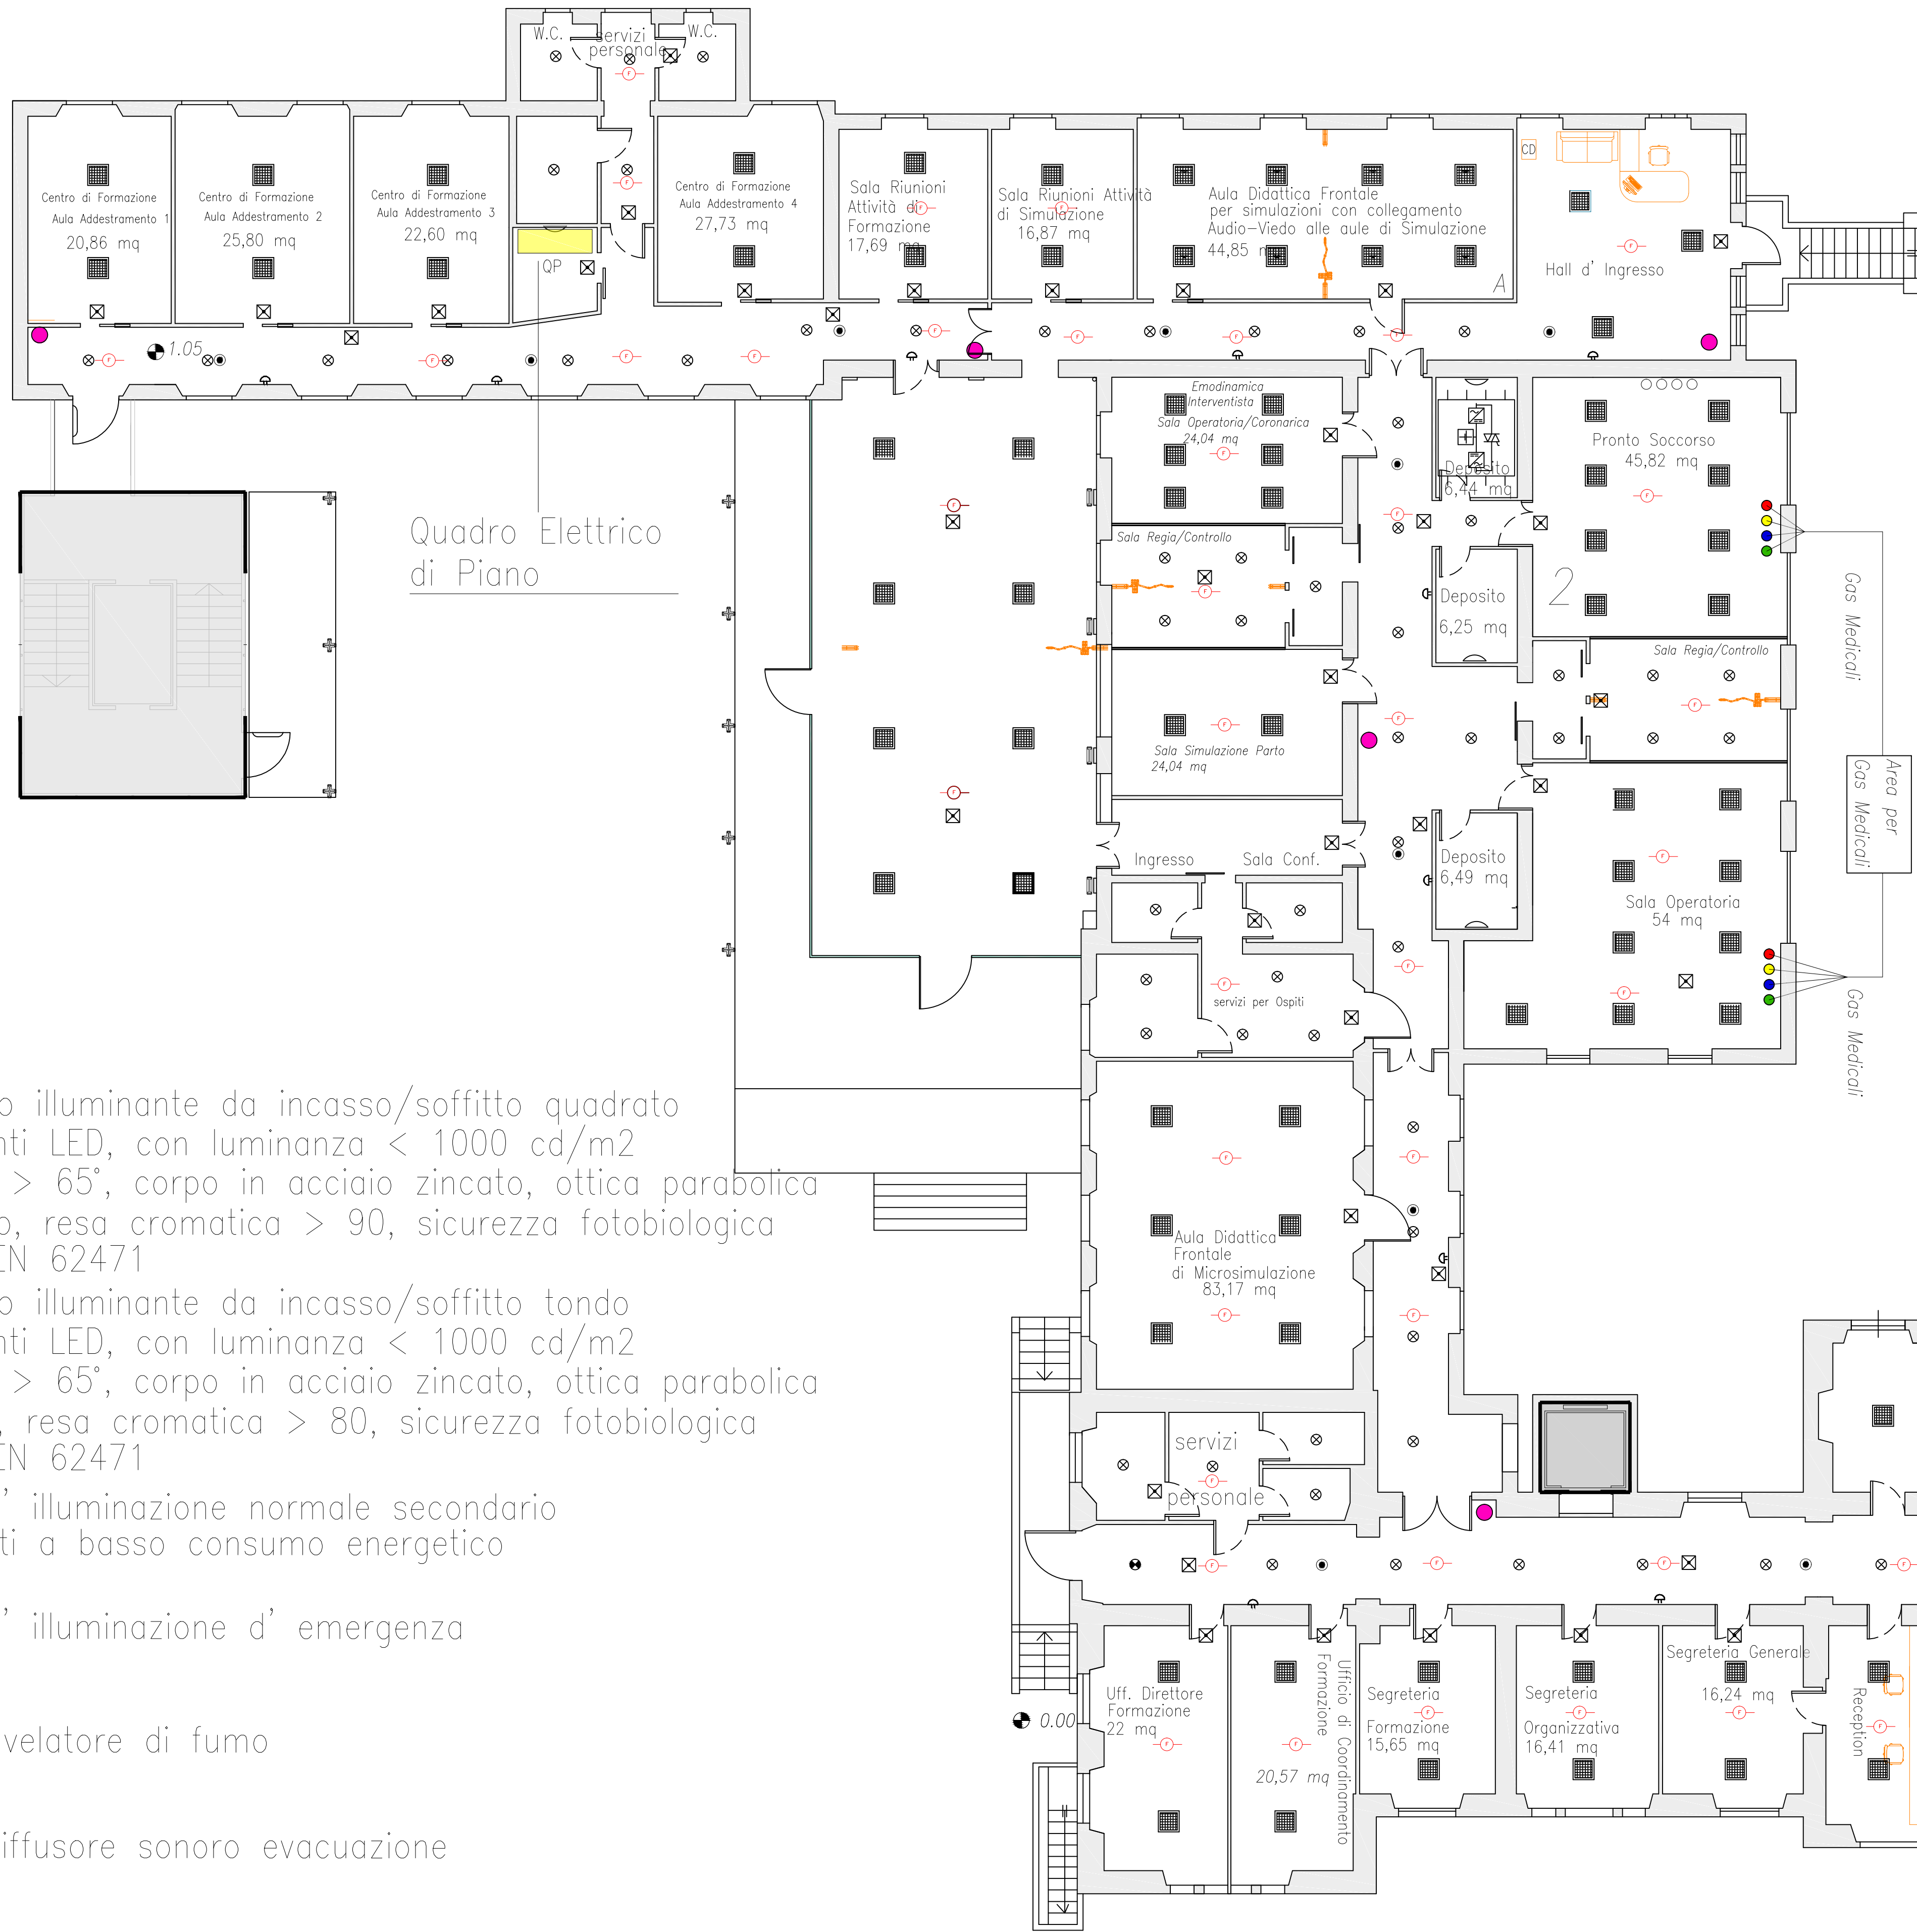 W.C.
servizi
personale
W.C.
Centro di Formazione
Aula Addestramento 1
20,86 mq
Centro di Formazione
Aula Addestramento 2
25,80 mq
Centro di Formazione
Aula Addestramento 3
22,60 mq
QP
Centro di Formazione
Aula Addestramento 4
27,73 mq
Sala Riunioni
Attività di
Formazione
17,69 mq
Sala Riunioni Attività
di Simulazione
16,87 mq
Aula Didattica Frontale
per simulazioni con collegamento
Audio-Viedo alle aule di Simulazione
44,85
A
CD
Hall d' Ingresso
1.05
Quadro Elettrico
di Piano
Emodinamica
Interventista
Sala Operatoria/Coronarica
24,04 mq
Sala Regia/Controllo
Sala Simulazione Parto
24,04 mq
Ingresso
Sala Conf.
servizi per Ospiti
Deposito
6,44 mq
Deposito
6,25 mq
Deposito
6,49 mq
Pronto Soccorso
45,82 mq
2
Sala Regia/Controllo
Sala Operatoria
54 mq
Gas Medicali
Area per
Gas Medicali
Gas Medicali
Aula Didattica
Frontale
di Microsimulazione
83,17 mq
servizi
personale
o illuminante da incasso/soffitto quadrato
nti LED, con luminanza < 1000 cd/m2
> 65°, corpo in acciaio zincato, ottica parabolica
o, resa cromatica > 90, sicurezza fotobiologica
EN 62471
o illuminante da incasso/soffitto tondo
nti LED, con luminanza < 1000 cd/m2
> 65°, corpo in acciaio zincato, ottica parabolica
, resa cromatica > 80, sicurezza fotobiologica
EN 62471
' illuminazione normale secondario
ti a basso consumo energetico
' illuminazione d' emergenza
velatore di fumo
iffusore sonoro evacuazione
0.00
Uff. Direttore
Formazione
22 mq
Ufficio di Coordinamento
Formazione
20,57 mq
Segreteria
Formazione
15,65 mq
Segreteria
Organizzativa
16,41 mq
Segreteria Generale
16,24 mq
Reception